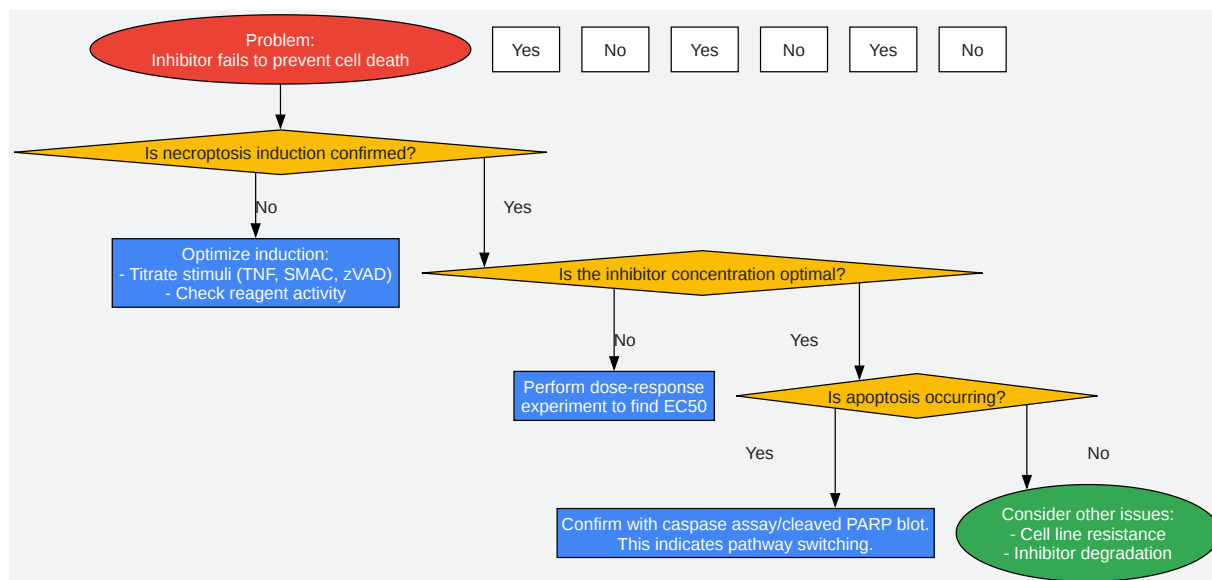 Problem:
Inhibitor fails to prevent cell death
Yes
No
Yes
No
Yes
No
Is necroptosis induction confirmed?
No
Yes
Optimize induction:
- Titrate stimuli (TNF, SMAC, zVAD)
- Check reagent activity
Is the inhibitor concentration optimal?
No
Yes
Perform dose-response
experiment to find EC50
Is apoptosis occurring?
Yes
No
Confirm with caspase assay/cleaved PARP blot.
This indicates pathway switching.
Consider other issues:
- Cell line resistance
- Inhibitor degradation